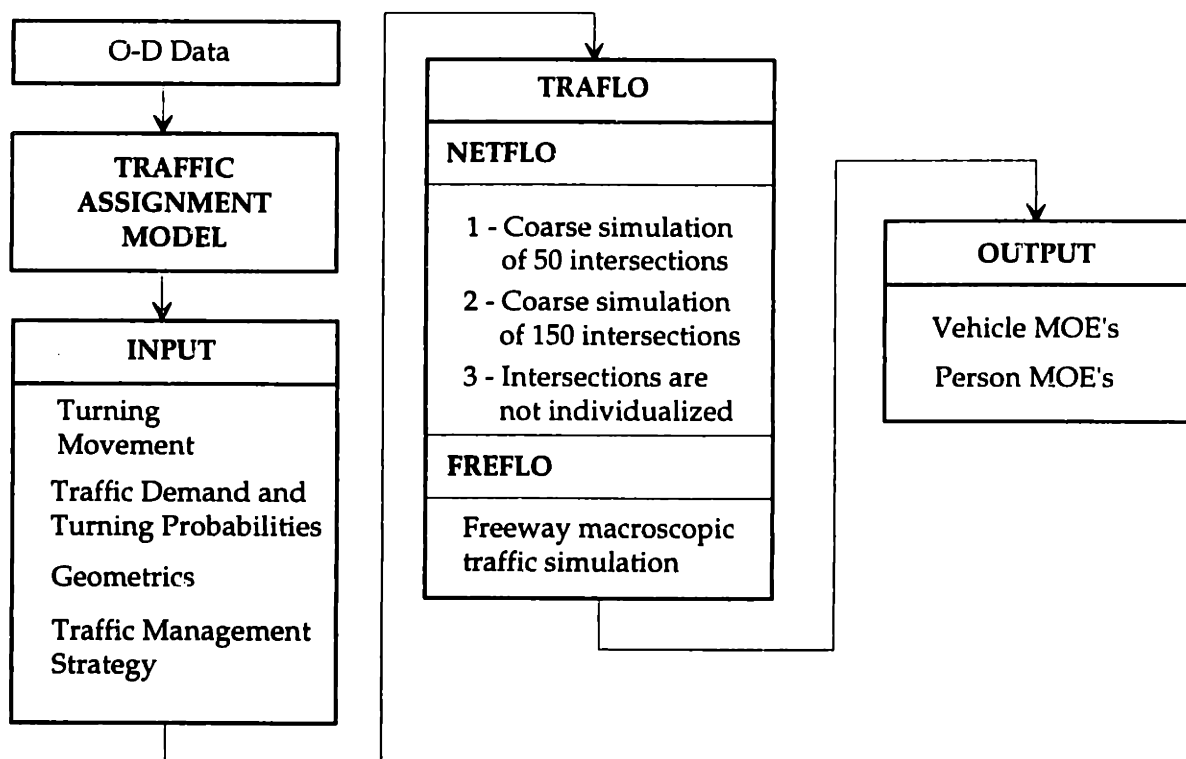 O-D Data
TRAFFIC
ASSIGNMENT
MODEL
INPUT
Turning
Movement
Traffic Demand and
Turning Probabilities
Geometrics
Traffic Management
Strategy
TRAFLO
NETFLO
1 - Coarse simulation
of 50 intersections
2 - Coarse simulation
of 150 intersections
3 - Intersections are
not individualized
FREFLO
Freeway macroscopic
traffic simulation
OUTPUT
Vehicle MOE's
Person MOE's